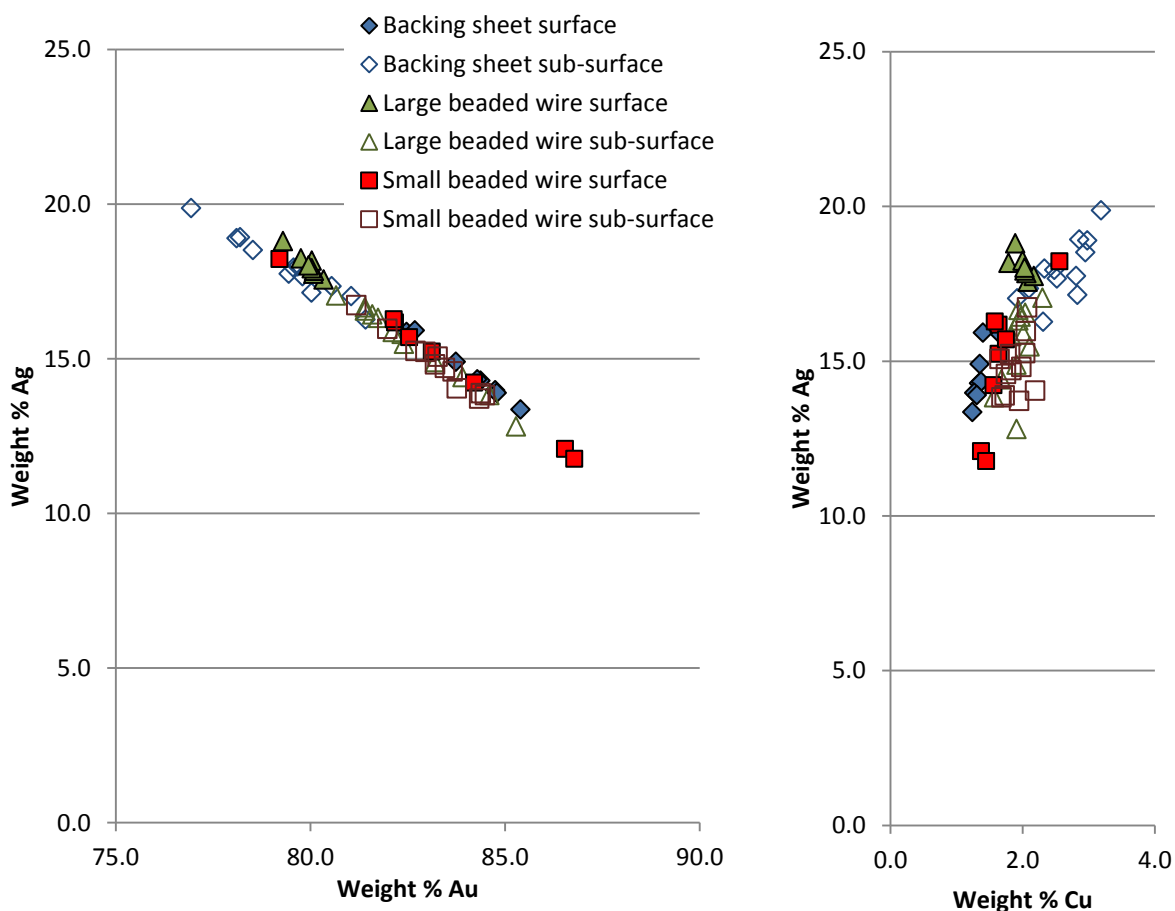 Backing sheet surface
Backing sheet sub-surface
Large beaded wire surface
Large beaded wire sub-surface
Small beaded wire surface
Small beaded wire sub-surface
25.0
20.0
15.0
10.0
5.0
0.0
Weight % Ag
75.0 80.0 85.0 90.0
Weight % Au
25.0
20.0
15.0
10.0
5.0
0.0
Weight % Ag
0.0 2.0 4.0
Weight % Cu